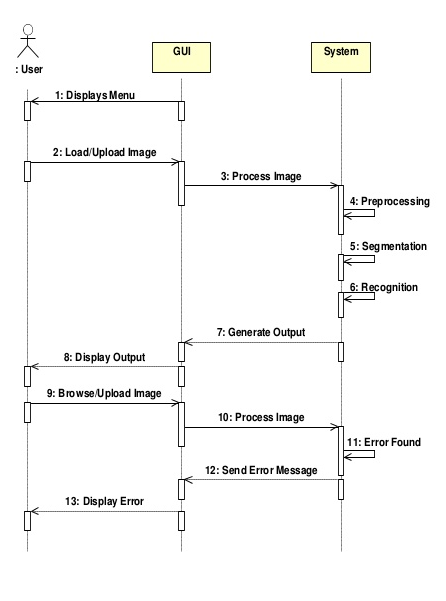 GUI
System
: User
1: Displays Menu
2: Load/Upload Image
3: Process Image
4: Preprocessing
5: Segmentation
6: Recognition
7: Generate Output
8: Display Output
9: Browse/Upload Image
10: Process Image
11: Error Found
12: Send Error Message
13: Display Error